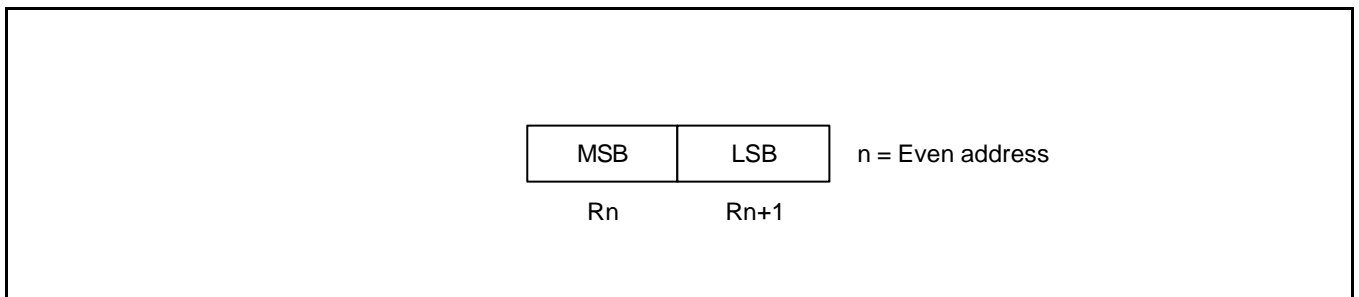 MSB LSB n = Even address
Rn Rn+1